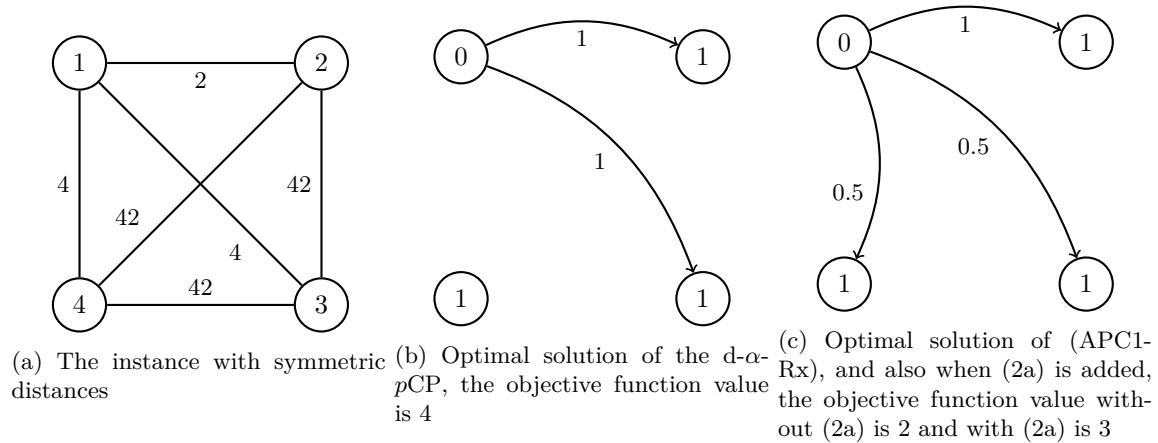 1
2
2
4
42
42
4
4
42
3
0
1
1
1
1
1
0
1
1
0.5
0.5
1
1
(a) The instance with symmetric
distances
(b) Optimal solution of the d-α-
pCP, the objective function value
is 4
(c) Optimal solution of (APC1-
Rx), and also when (2a) is added,
the objective function value with-
out (2a) is 2 and with (2a) is 3